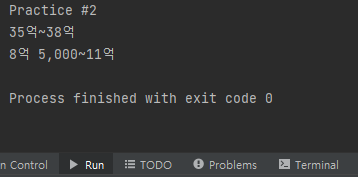 Practice #2
35억~38억
8억 5,000~11억
Process finished with exit code 0
n Control Run TODO Problems Terminal